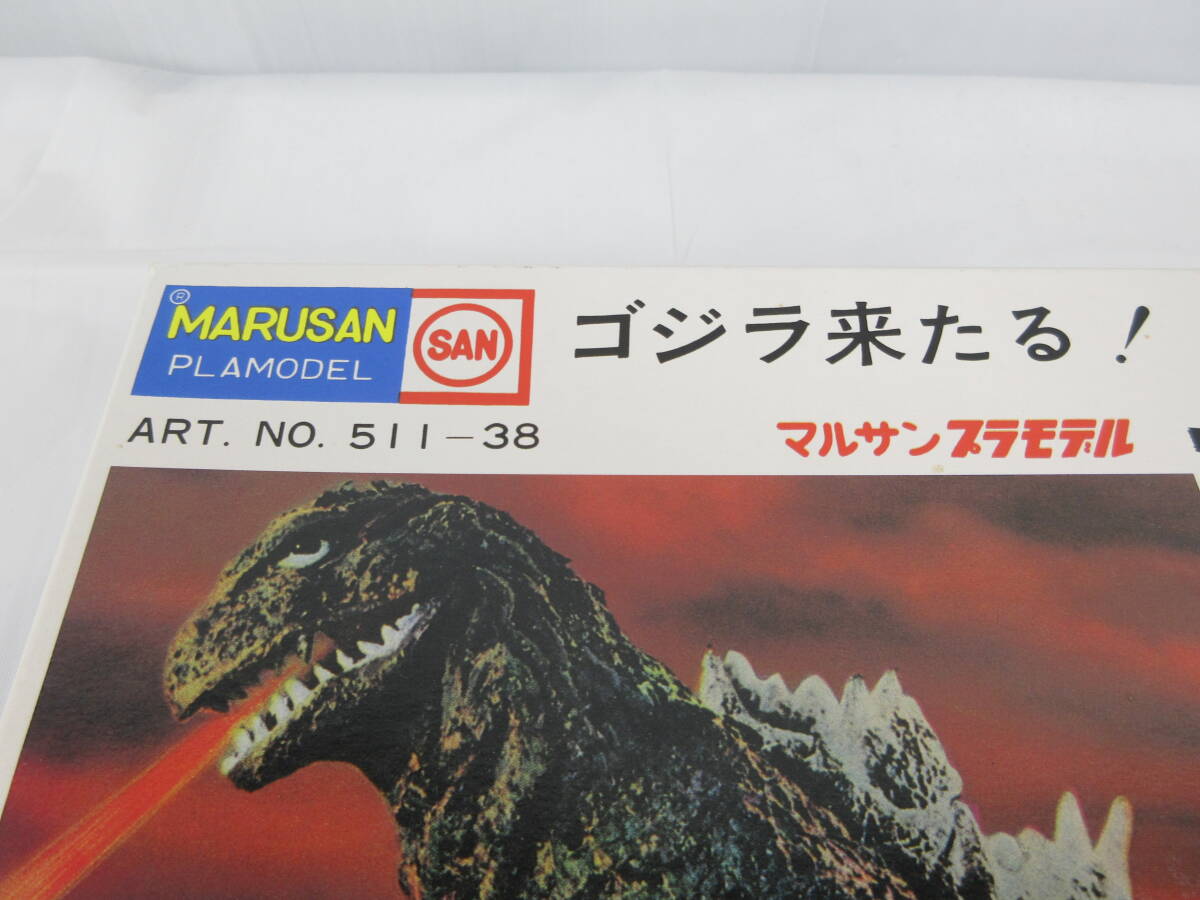 ® MARUSAN
PLAMODEL
SAN
ゴジラ来たる!
ART. NO. 511-38
マルサンプラモデル